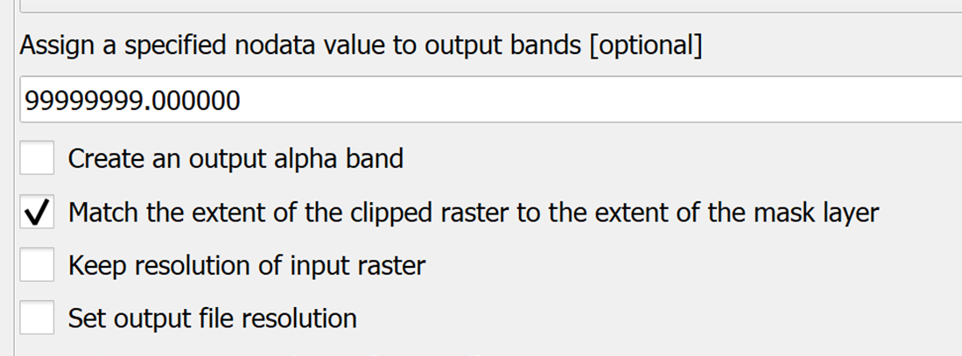 Assign a specified nodata value to output bands [optional]
99999999.000000
Create an output alpha band
Match the extent of the clipped raster to the extent of the mask layer
Keep resolution of input raster
Set output file resolution